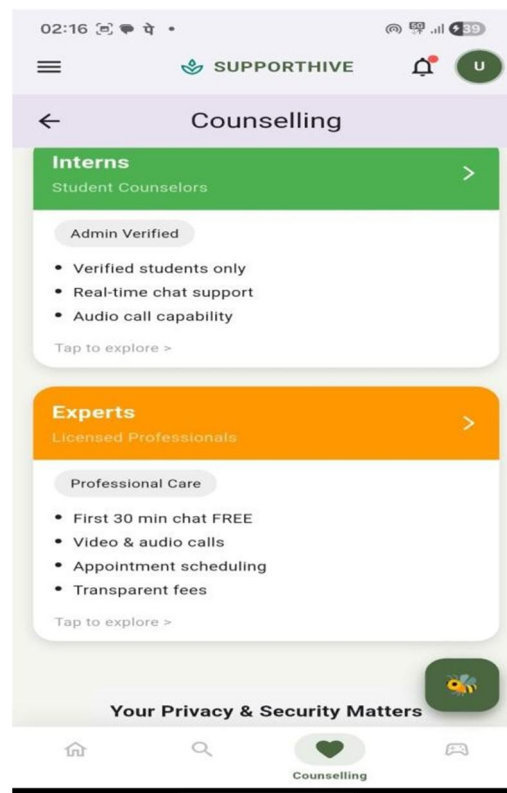 02:16 पे •
5G 39
SUPPORTHIVE
U
Counselling
Interns
Student Counselors
Admin Verified
• Verified students only
• Real-time chat support
• Audio call capability
Tap to explore >
Experts
Licensed Professionals
Professional Care
• First 30 min chat FREE
• Video & audio calls
• Appointment scheduling
• Transparent fees
Tap to explore >
Your Privacy & Security Matters
Counselling